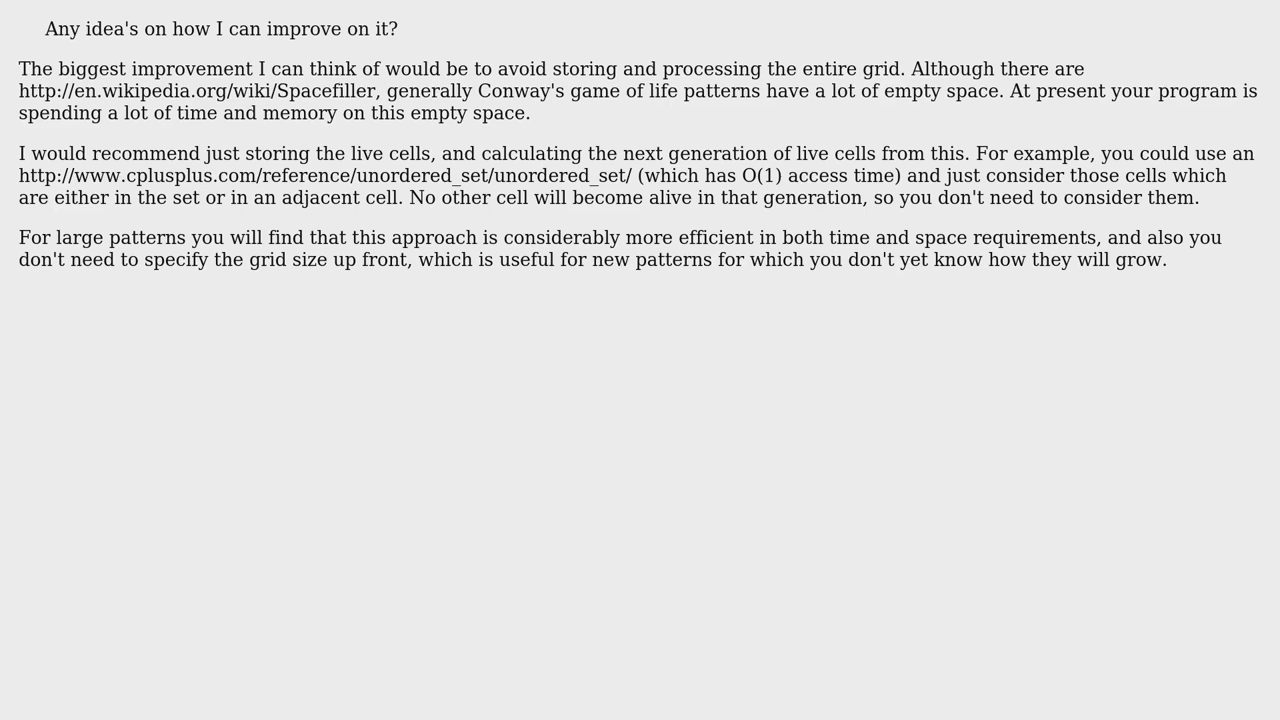 Any idea's on how I can improve on it?
The biggest improvement I can think of would be to avoid storing and processing the entire grid. Although there are
http://en.wikipedia.org/wiki/Spacefiller, generally Conway's game of life patterns have a lot of empty space. At present your program is
spending a lot of time and memory on this empty space.
I would recommend just storing the live cells, and calculating the next generation of live cells from this. For example, you could use an
http://www.cplusplus.com/reference/unordered_set/unordered_set/ (which has O(1) access time) and just consider those cells which
are either in the set or in an adjacent cell. No other cell will become alive in that generation, so you don't need to consider them.
For large patterns you will find that this approach is considerably more efficient in both time and space requirements, and also you
don't need to specify the grid size up front, which is useful for new patterns for which you don't yet know how they will grow.